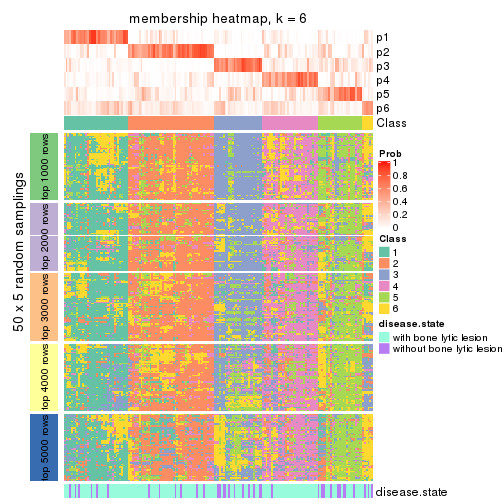 membership heatmap, k = 6
p1
p2
p3
p4
p5
p6
Class
50 x 5 random samplings
top 1000 rows
top 2000 rows
top 3000 rows
top 4000 rows
top 5000 rows
Prob
1
0.8
0.6
0.4
0.2
0
Class
1
2
3
4
5
6
disease.state
with bone lytic lesion
without bone lytic lesion
disease.state